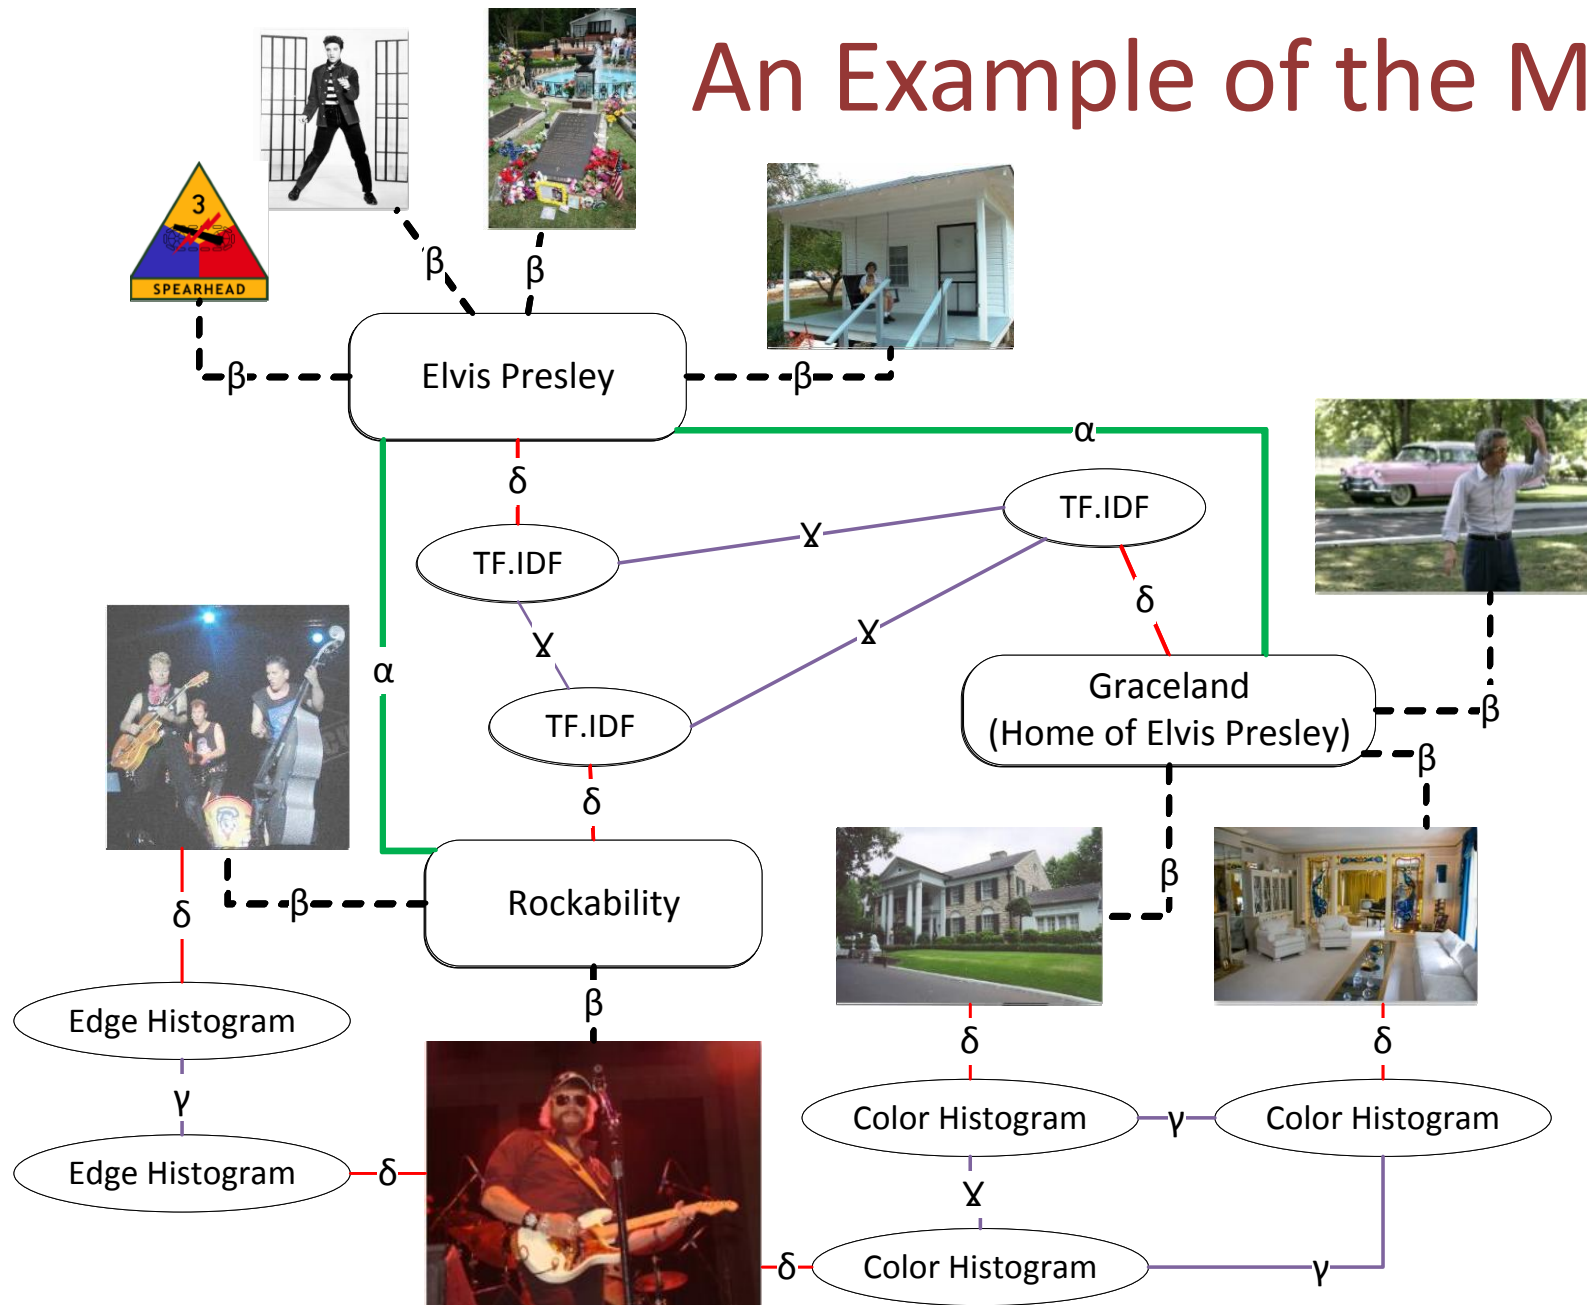 An Example of the M
3
SPEARHEAD
β
β
β
Elvis Presley
β
α
δ
TF.IDF
TF.IDF
Ɣ
δ
Ɣ
Ɣ
α
TF.IDF
Graceland
(Home of Elvis Presley)
β
β
δ
β
Rockability
β
δ
β
Edge Histogram
δ
δ
γ
Color Histogram
γ
Color Histogram
Edge Histogram
δ
Ɣ
δ
Color Histogram
γ